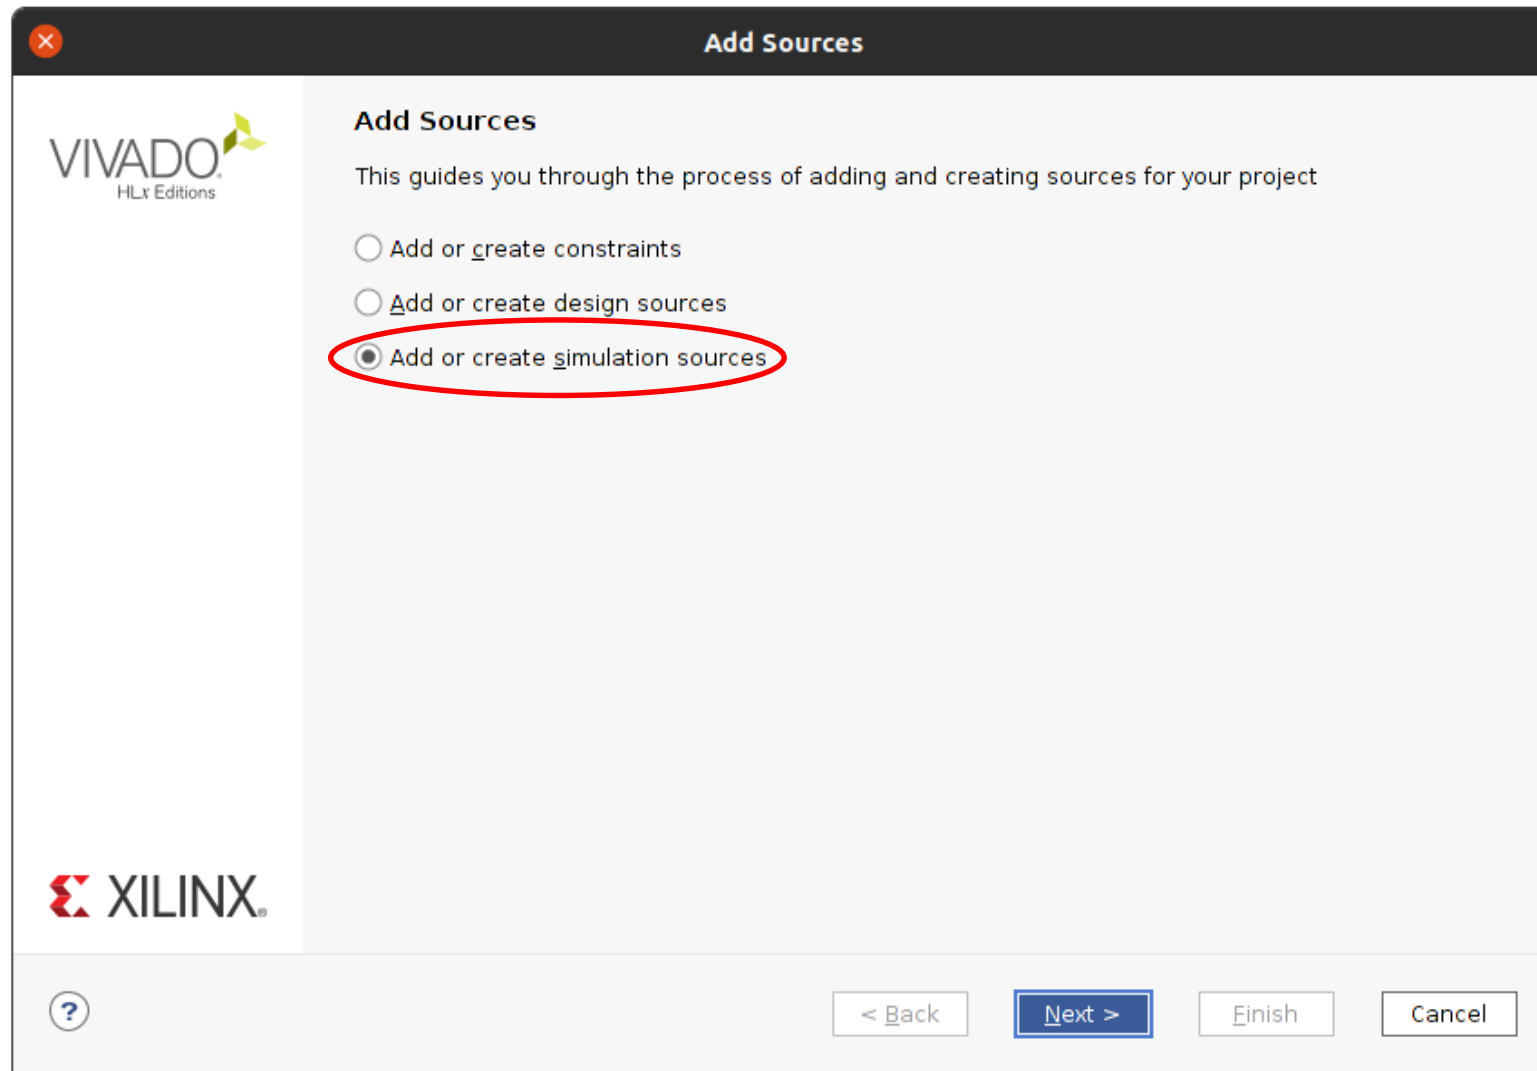 Add Sources
VIVADO.
HLx Editions
Add Sources
This guides you through the process of adding and creating sources for your project
Add or create constraints
Add or create design sources
Add or create simulation sources
XILINX®
?
< Back
Next >
Finish
Cancel